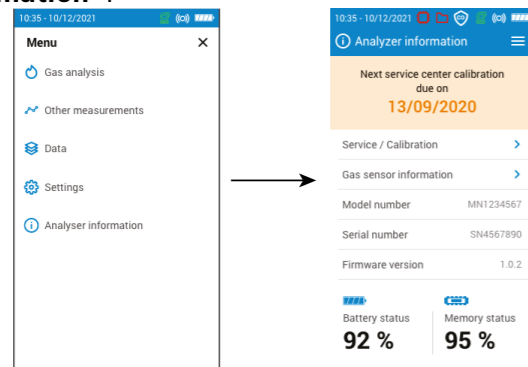 mation
10:35 - 10/12/2021
Menu
Gas analysis
Other measurements
Data
Settings
Analyser information
10:35 - 10/12/2021
CO
Analyzer information
Next service center calibration
due on
13/09/2020
Service / Calibration
Gas sensor information
Model number MN1234567
Serial number SN4567890
Firmware version 1.0.2
Battery status Memory status
92 % 95 %